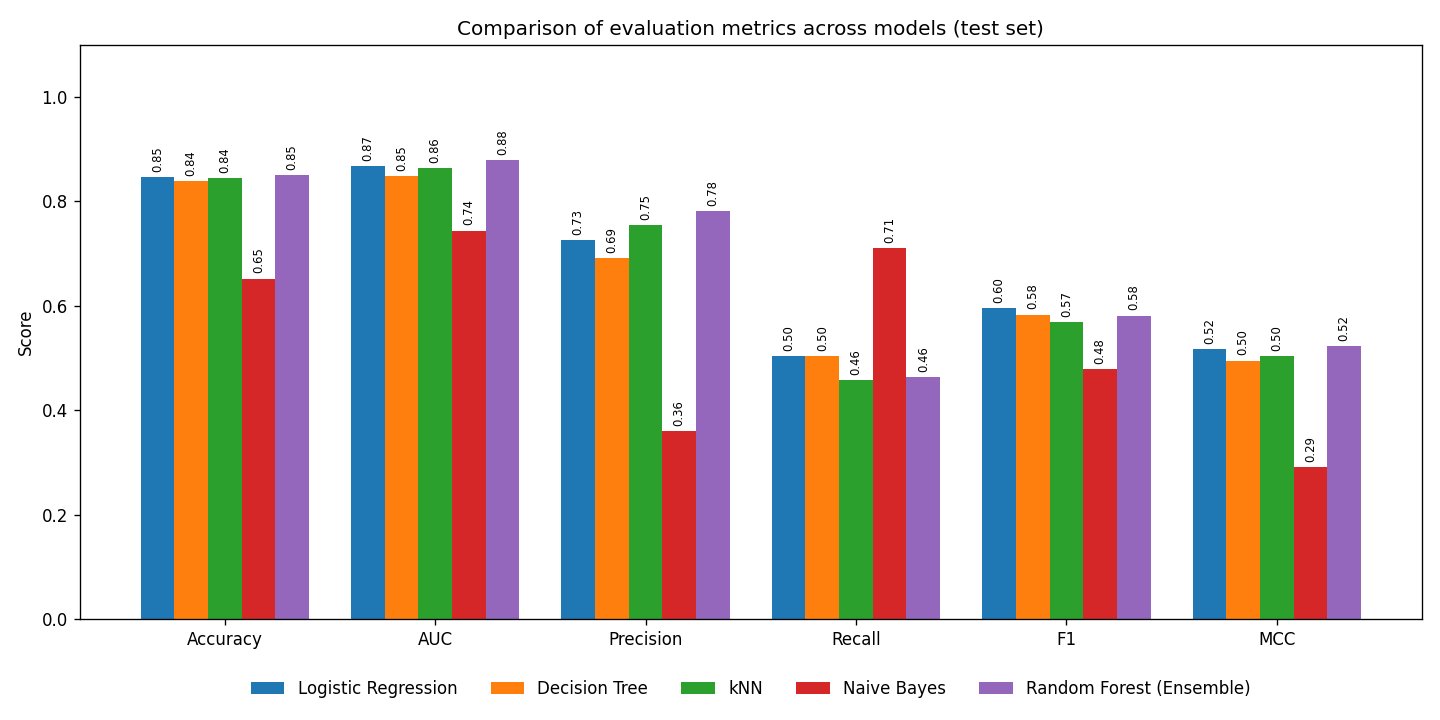 Comparison of evaluation metrics across models (test set)
Score
1.0
0.8
0.6
0.4
0.2
0.0
0.85 0.84 0.84 0.65 0.85
0.87 0.85 0.86 0.74 0.88
0.73 0.69 0.75 0.36 0.78
0.50 0.50 0.46 0.71 0.46
0.60 0.58 0.57 0.48 0.58
0.52 0.50 0.50 0.29 0.52
Accuracy AUC Precision Recall F1 MCC
Logistic Regression Decision Tree kNN Naive Bayes Random Forest (Ensemble)